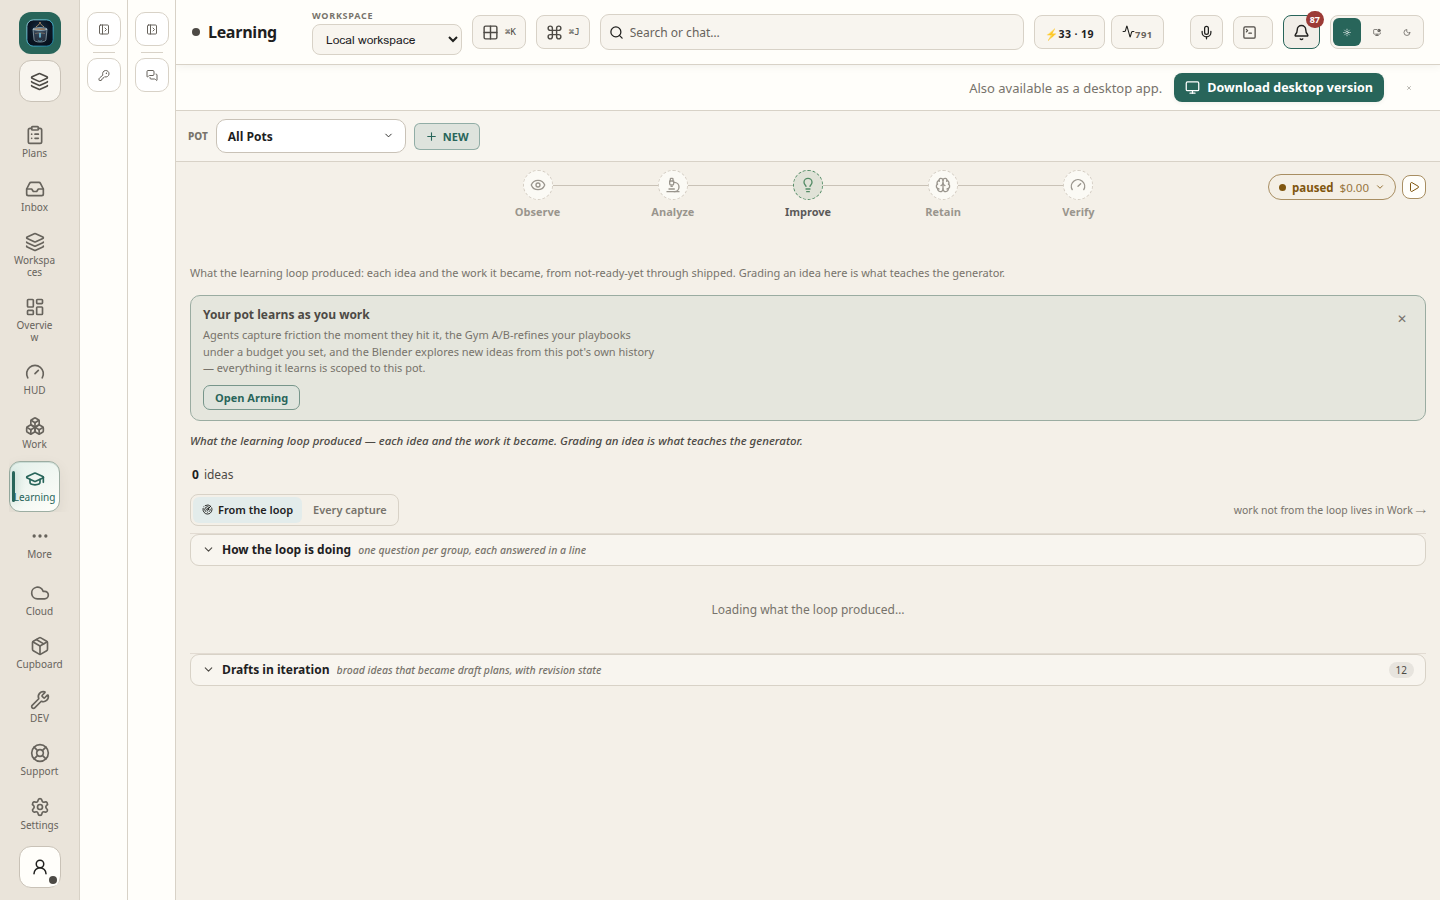 Learning
WORKSPACE
Local workspace
⌘K
⌘J
Search or chat...
⚡33 · 19
791
87
Also available as a desktop app.
Download desktop version
×
POT
All Pots
+ NEW
Plans
Inbox
Workspa
ces
Overvie
w
HUD
Work
Learning
More
Cloud
Cupboard
DEV
Support
Settings
Observe
Analyze
Improve
Retain
Verify
paused $0.00
What the learning loop produced: each idea and the work it became, from not-ready-yet through shipped. Grading an idea here is what teaches the generator.
Your pot learns as you work
×
Agents capture friction the moment they hit it, the Gym A/B-refines your playbooks
under a budget you set, and the Blender explores new ideas from this pot's own history
— everything it learns is scoped to this pot.
Open Arming
What the learning loop produced — each idea and the work it became. Grading an idea is what teaches the generator.
0 ideas
From the loop
Every capture
work not from the loop lives in Work →
How the loop is doing one question per group, each answered in a line
Loading what the loop produced...
Drafts in iteration broad ideas that became draft plans, with revision state
12